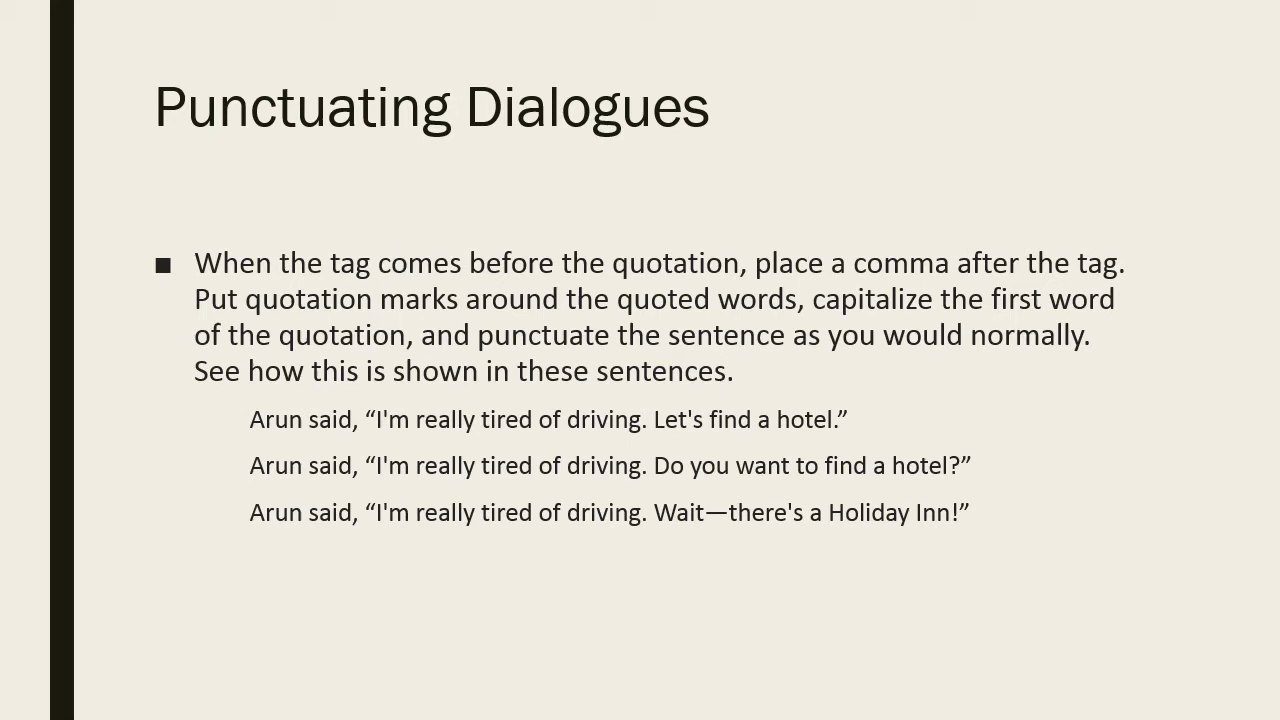 Punctuating Dialogues
■ When the tag comes before the quotation, place a comma after the tag.
Put quotation marks around the quoted words, capitalize the first word
of the quotation, and punctuate the sentence as you would normally.
See how this is shown in these sentences.
Arun said, “I'm really tired of driving. Let's find a hotel.”
Arun said, “I'm really tired of driving. Do you want to find a hotel?”
Arun said, “I'm really tired of driving. Wait—there's a Holiday Inn!”